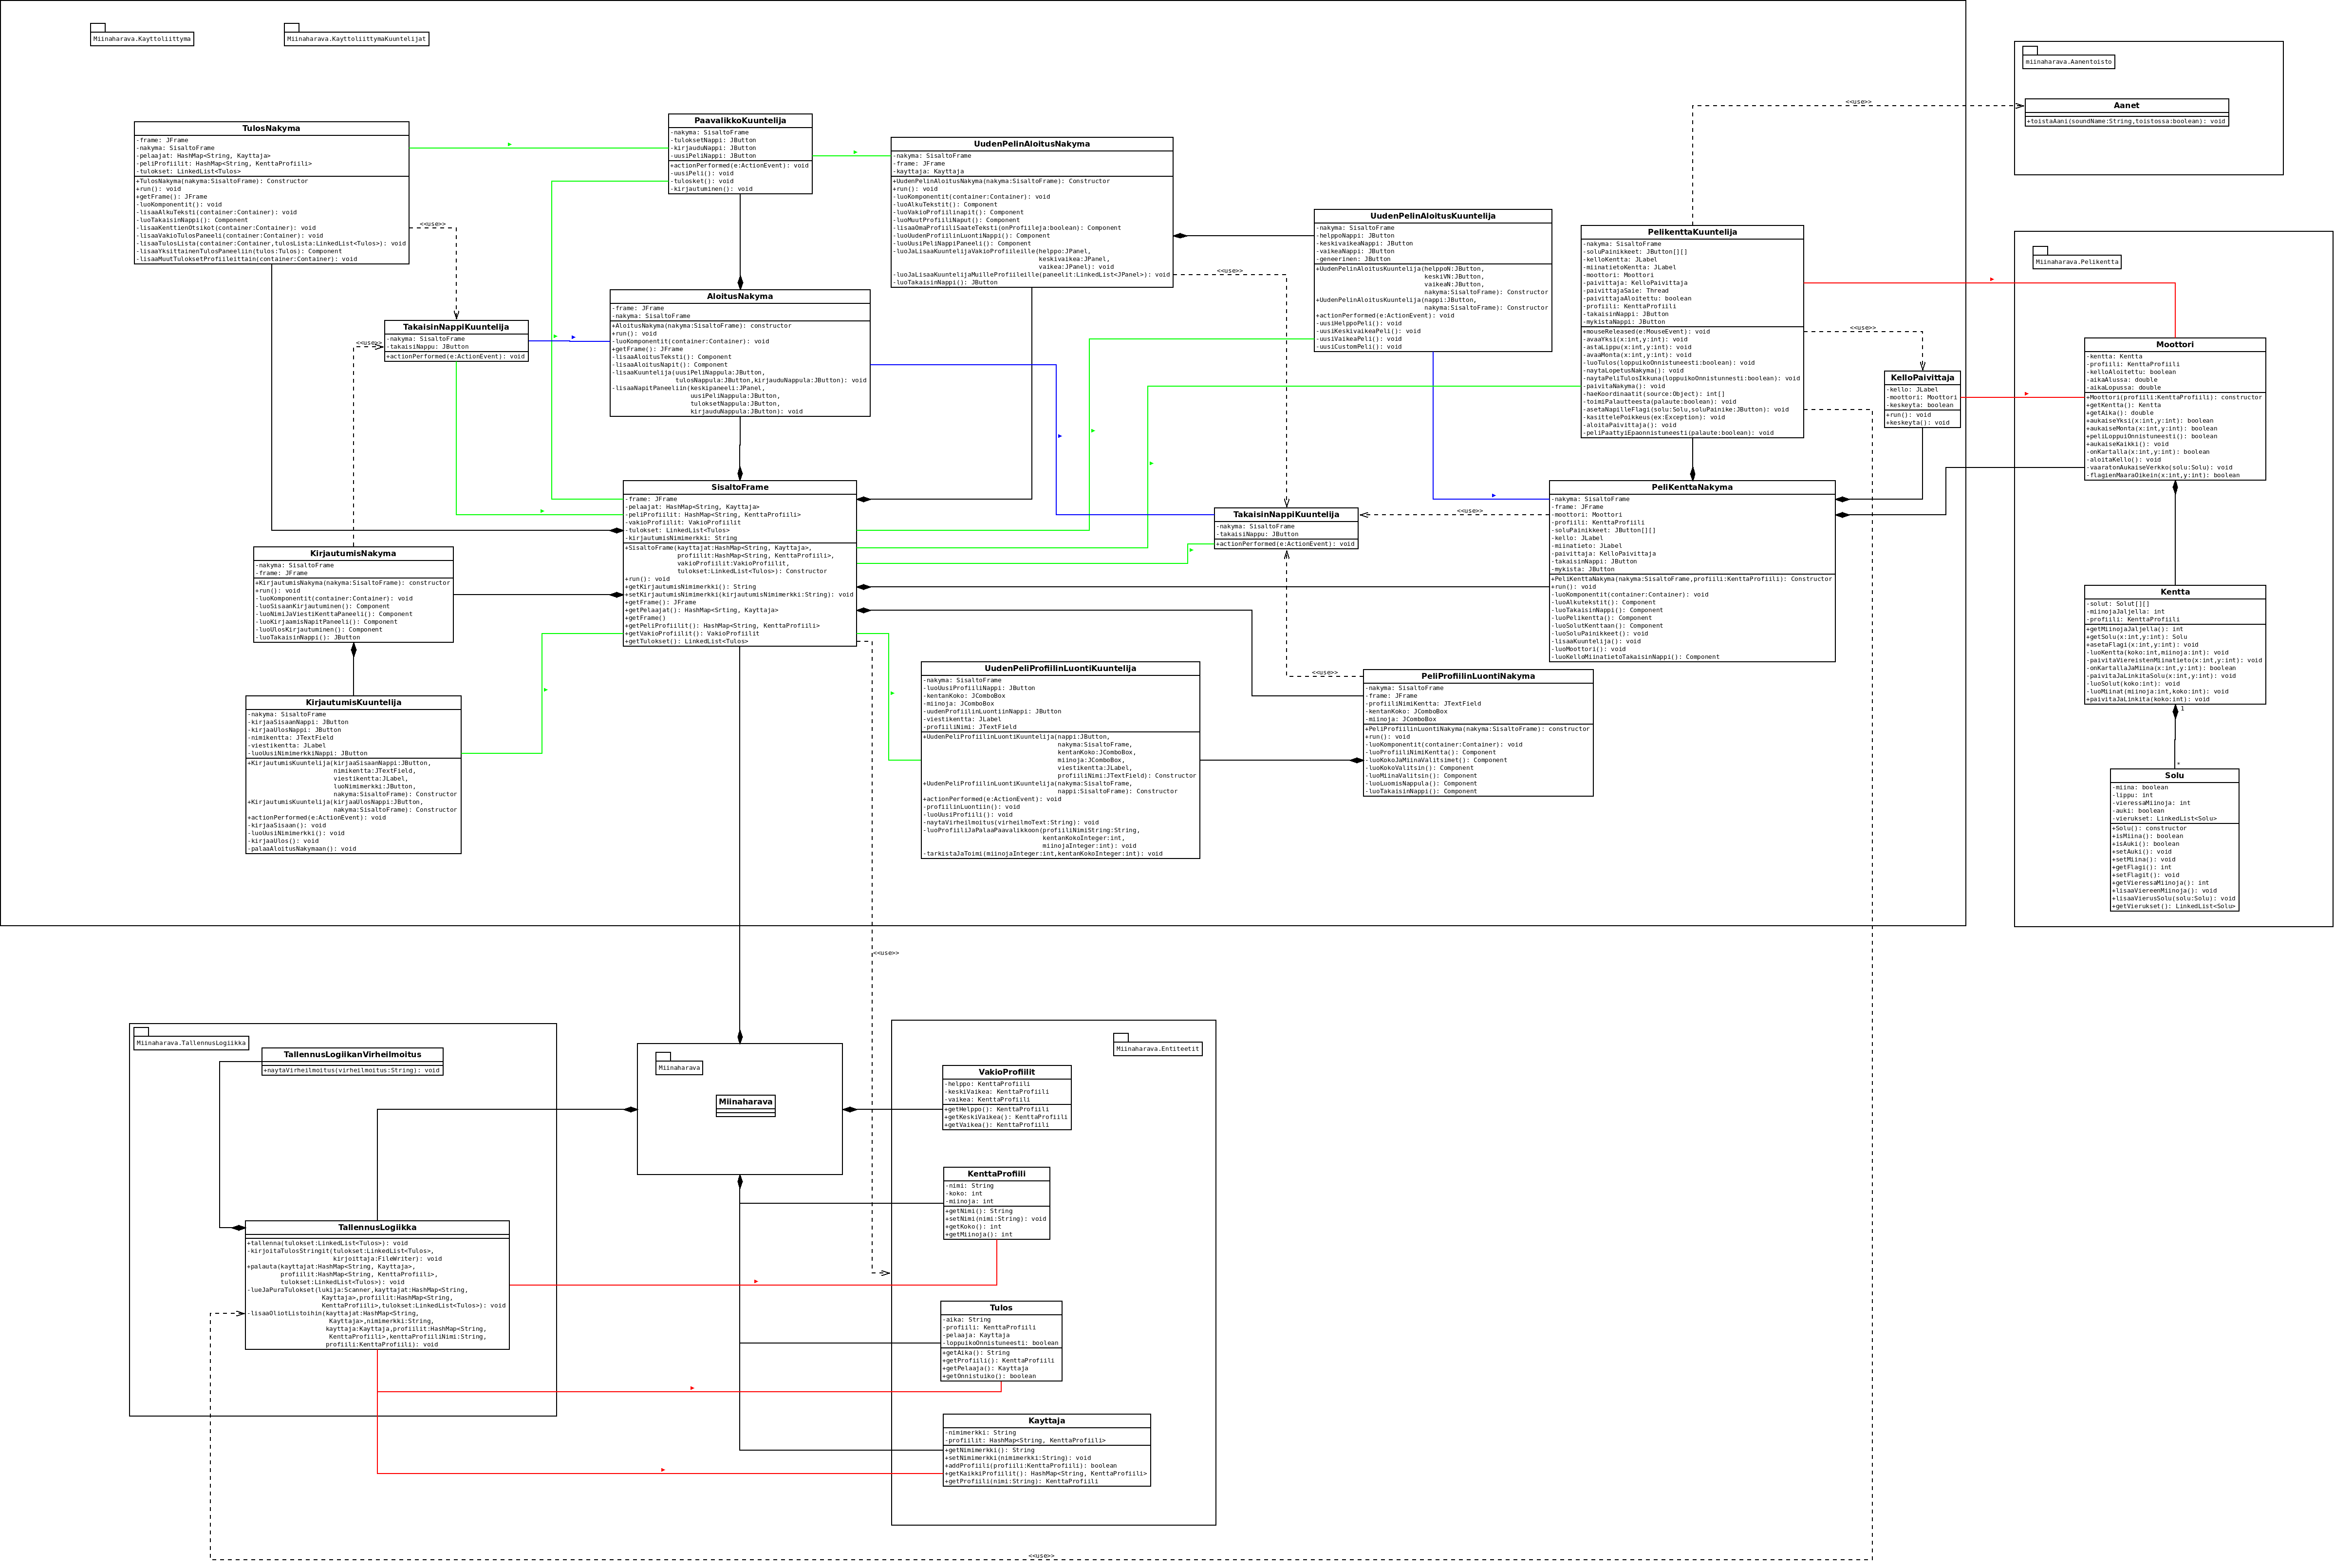 Miinaharava.Kayttoliittyma
Miinaharava.KayttoliittymaKuuntelijat
TulosNakyma
-frame: JFrame
-nakyma: SisaltoFrame
-pelaajat: HashMap<String, Kayttaja>
-peliProfiilit: HashMap<String, KenttaProfiili>
-tulokset: LinkedList<Tulos>
+TulosNakyma(nakyma:SisaltoFrame): Constructor
+run(): void
+getFrame(): JFrame
-luoKomponentit(): void
-lisaaAlkuTeksti(container:Container): void
-luoTakaisinNappi(): Component
-lisaaKenttienOtsikot(container:Container): void
-lisaaVakioTulosPaneeli(container:Container): void
-lisaaTulosLista(container:Container,tulosLista:LinkedList<Tulos>): void
-lisaaYksittainenTulosPaneeliin(tulos:Tulos): Component
-lisaaMuutTuloksetProfiileittain(container:Container): void
<<use>>
TakaisinNappiKuuntelija
-nakyma: SisaltoFrame
-takaisiNappu: JButton
+actionPerformed(e:ActionEvent): void
<<use>>
PaavalikkoKuuntelija
-nakyma: SisaltoFrame
-tuloksetNappi: JButton
-kirjauduNappi: JButton
-uusiPeliNappi: JButton
+actionPerformed(e:ActionEvent): void
-uusiPeli(): void
-tulosket(): void
-kirjautuminen(): void
AloitusNakyma
-frame: JFrame
-nakyma: SisaltoFrame
+AloitusNakyma(nakyma:SisaltoFrame): constructor
+run(): void
-luoKomponentit(container:Container): void
+getFrame(): JFrame
-lisaaAloitusTeksti(): Component
-lisaaAloitusNapit(): Component
-lisaaKuuntelija(uusiPeliNappula:JButton,
tulosNappula:JButton,kirjauduNappula:JButton): void
-lisaaNapitPaneeliin(keskipaneeli:JPanel,
uusiPeliNappula:JButton,
tuloksetNappula:JButton,
kirjauduNappula:JButton): void
UudenPelinAloitusNakyma
-nakyma: SisaltoFrame
-frame: JFrame
-kayttaja: Kayttaja
+UudenPelinAloitusNakyma(nakyma:SisaltoFrame): Constructor
+run(): void
-luoKomponentit(container:Container): void
-luoAlkuTekstit(): Component
-luoVakioProfiilinapit(): Component
-luoMuutProfiiliNaput(): Component
-lisaaOmaProfiiliSaateTeksti(onProfiileja:boolean): Component
-luoUudenProfiilinLuontiNappi(): Component
-luoUusiPeliNappiPaneeli(): Component
-luoJaLisaaKuuntelijaVakioProfiileille(helppo:JPanel,
keskivaikea:JPanel,
vaikea:JPanel): void
-luoJaLisaaKuuntelijaMuilleProfiileille(paneelit:LinkedList<JPanel>): void
-luoTakaisinNappi(): JButton
<<use>>
UudenPelinAloitusKuuntelija
-nakyma: SisaltoFrame
-helppoNappi: JButton
-keskivaikeaNappi: JButton
-vaikeaNappi: JButton
-geneerinen: JButton
+UudenPelinAloitusKuuntelija(helppoN:JButton,
keskiVN:JButton,
vaikeaN:JButton,
nakyma:SisaltoFrame): Constructor
+UudenPelinAloitusKuuntelija(nappi:JButton,
nakyma:SisaltoFrame): Constructor
+actionPerformed(e:ActionEvent): void
-uusiHelppoPeli(): void
-uusiKeskivaikeaPeli(): void
-uusiVaikeaPeli(): void
-uusiCustomPeli(): void
PelikenttaKuuntelija
-nakyma: SisaltoFrame
-soluPainikkeet: JButton[][]
-kelloKentta: JLabel
-miinatietoKentta: JLabel
-moottori: Moottori
-paivittaja: KelloPaivittaja
-paivittajaSaie: Thread
-paivittajaAloitettu: boolean
-profiili: KenttaProfiili
-takaisinNappi: JButton
-mykistaNappi: JButton
+mouseReleased(e:MouseEvent): void
-avaaYksi(x:int,y:int): void
-astaLippu(x:int,y:int): void
-avaaMonta(x:int,y:int): void
-luoTulos(loppuikoOnnistuneesti:boolean): void
-naytaLopetusNakyma(): void
-naytaPeliTulosIkkuna(loppuikoOnnistunnesti:boolean): void
-paivitaNakyma(): void
-haeKoordinaatit(source:Object): int[]
-toimiPalautteesta(palaute:boolean): void
-asetaNapilleFlagi(solu:Solu,soluPainike:JButton): void
-kasittelePoikkeus(ex:Exception): void
-aloitaPaivittaja(): void
-peliPaattyiEpaonnistuneesti(palaute:boolean): void
<<use>>
<<use>>
KelloPaivittaja
-kello: JLabel
-moottori: Moottori
-keskeyta: boolean
+run(): void
+keskeyta(): void
miinaharava.Aanentoisto
Aanet
+toistaAani(soundName:String,toistossa:boolean): void
Miinaharava.Pelikentta
Moottori
-kentta: Kentta
-profiili: KenttaProfiili
-kelloAloitettu: boolean
-aikaAlussa: double
-aikaLopussa: double
+Moottori(profiili:KenttaProfiili): constructor
+getKentta(): Kentta
+getAika(): double
+aukaiseYksi(x:int,y:int): boolean
+aukaiseMonta(x:int,y:int): boolean
+peliLoppuiOnnistuneesti(): boolean
+aukaiseKaikki(): void
-onKartalla(x:int,y:int): boolean
-aloitaKello(): void
-vaaratonAukaiseVerkko(solu:Solu): void
-flagienMaaraOikein(x:int,y:int): boolean
Kentta
-solut: Solut[][]
-miinojaJaljella: int
-profiili: KenttaProfiili
+getMiinojaJaljella(): int
+getSolu(x:int,y:int): Solu
+asetaFlagi(x:int,y:int): void
-luoKentta(koko:int,miinoja:int): void
-paivitaViereistenMiinatieto(x:int,y:int): void
-onKartallaJaMiina(x:int,y:int): boolean
-paivitaJaLinkitaSolu(x:int,y:int): void
-luoSolut(koko:int): void
-luoMiinat(miinoja:int,koko:int): void
-paivitaJaLinkita(koko:int): void
1
*
Solu
-miina: boolean
-lippu: int
-vieressaMiinoja: int
-auki: boolean
-vierukset: LinkedList<Solu>
+Solu(): constructor
+isMiina(): boolean
+isAuki(): boolean
+setAuki(): void
+setMiina(): void
+getFlagi(): int
+setFlagit(): void
+getVieressaMiinoja(): int
+lisaaViereenMiinoja(): void
+lisaaVierusSolu(solu:Solu): void
+getVierukset(): LinkedList<Solu>
SisaltoFrame
-frame: JFrame
-pelaajat: HashMap<String, Kayttaja>
-peliProfiilit: HashMap<String, KenttaProfiili>
-vakioProfiilit: VakioProfiilit
-tulokset: LinkedList<Tulos>
-kirjautumisNimimerkki: String
+SisaltoFrame(kayttajat:HashMap<String, Kayttaja>,
profiilit:HashMap<String, KenttaProfiili>,
vakioProfiilit:VakioProfiilit,
tulokset:LinkedList<Tulos>): Constructor
+run(): void
+getKirjautumisNimimerkki(): String
+setKirjautumisNimimerkki(kirjautumisNimimerkki:String): void
+getFrame(): JFrame
+getPelaajat(): HashMap<Srting, Kayttaja>
+getFrame()
+getPeliProfiilit(): HashMap<String, KenttaProfiili>
+getVakioProfiilit(): VakioProfiilit
+getTulokset(): LinkedList<Tulos>
<<use>>
TakaisinNappiKuuntelija
-nakyma: SisaltoFrame
-takaisiNappu: JButton
+actionPerformed(e:ActionEvent): void
<<use>>
PeliKenttaNakyma
-nakyma: SisaltoFrame
-frame: JFrame
-moottori: Moottori
-profiili: KenttaProfiili
-soluPainikkeet: JButton[][]
-kello: JLabel
-miinatieto: JLabel
-paivittaja: KelloPaivittaja
-takaisinNappi: JButton
-mykista: JButton
+PeliKenttaNakyma(nakyma:SisaltoFrame,profiili:KenttaProfiili): Constructor
+run(): void
-luoKomponentit(container:Container): void
-luoAlkutekstit(): Component
-luoTakaisinNappi(): Component
-luoPelikentta(): Component
-luoSolutKenttaan(): Component
-luoSoluPainikkeet(): void
-lisaaKuuntelija(): void
-luoMoottori(): void
-luoKelloMiinatietoTakaisinNappi(): Component
KirjautumisNakyma
-nakyma: SisaltoFrame
-frame: JFrame
+KirjautumisNakyma(nakyma:SisaltoFrame): constructor
+run(): void
-luoKomponentit(container:Container): void
-luoSisaanKirjautuminen(): Component
-luoNimiJaViestiKenttaPaneeli(): Component
-luoKirjaamisNapitPaneeli(): Component
-luoUlosKirjautuminen(): Component
-luoTakaisinNappi(): JButton
KirjautumisKuuntelija
-nakyma: SisaltoFrame
-kirjaaSisaanNappi: JButton
-kirjaaUlosNappi: JButton
-nimikentta: JTextField
-viestikentta: JLabel
-luoUusiNimimerkkiNappi: JButton
+KirjautumisKuuntelija(kirjaaSisaanNappi:JButton,
nimikentta:JTextField,
viestikentta:JLabel,
luoNimimerkki:JButton,
nakyma:SisaltoFrame): Constructor
+KirjautumisKuuntelija(kirjaaUlosNappi:JButton,
nakyma:SisaltoFrame): Constructor
+actionPerformed(e:ActionEvent): void
-kirjaaSisaan(): void
-luoUusiNimimerkki(): void
-kirjaaUlos(): void
-palaaAloitusNakymaan(): void
UudenPeliProfiilinLuontiKuuntelija
-nakyma: SisaltoFrame
-luoUusiProfiiliNappi: JButton
-kentanKoko: JComboBox
-miinoja: JComboBox
-uudenProfiilinLuontiinNappi: JButton
-viestikentta: JLabel
-profiiliNimi: JTextField
+UudenPeliProfiilinLuontiKuuntelija(nappi:JButton,
nakyma:SisaltoFrame,
kentanKoko:JComboBox,
miinoja:JComboBox,
viestikentta:JLabel,
profiiliNimi:JTextField): Constructor
+UudenPeliProfiilinLuontiKuuntelija(nakyma:SisaltoFrame,
nappi:SisaltoFrame): Constructor
+actionPerformed(e:ActionEvent): void
-profiilinLuontiin(): void
-luoUusiProfiili(): void
-naytaVirheilmoitus(virheilmoText:String): void
-luoProfiiliJaPalaaPaavalikkoon(profiiliNimiString:String,
kentanKokoInteger:int,
miinojaInteger:int): void
-tarkistaJaToimi(miinojaInteger:int,kentanKokoInteger:int): void
<<use>>
PeliProfiilinLuontiNakyma
-nakyma: SisaltoFrame
-frame: JFrame
-profiiliNimiKentta: JTextField
-kentanKoko: JComboBox
-miinoja: JComboBox
+PeliProfiilinLuontiNakyma(nakyma:SisaltoFrame): constructor
+run(): void
-luoKomponentit(container:Container): void
-luoProfiiliNimiKentta(): Component
-luoKokoJaMiinaValitsimet(): Component
-luoKokoValitsin(): Component
-luoMiinaValitsin(): Component
-luoLuomisNappula(): Component
-luoTakaisinNappi(): Component
Miinaharava.TallennusLogiikka
TallennusLogiikanVirheilmoitus
+naytaVirheilmoitus(virheilmoitus:String): void
TallennusLogiikka
+tallenna(tulokset:LinkedList<Tulos>): void
-kirjoitaTulosStringit(tulokset:LinkedList<Tulos>,
kirjoittaja:FileWriter): void
+palauta(kayttajat:HashMap<String, Kayttaja>,
profiilit:HashMap<String, KenttaProfiili>,
tulokset:LinkedList<Tulos>): void
-lueJaPuraTulokset(lukija:Scanner,kayttajat:HashMap<String,
Kayttaja>,profiilit:HashMap<String,
KenttaProfiili>,tulokset:LinkedList<Tulos>): void
-lisaaOliotListoihin(kayttajat:HashMap<String,
Kayttaja>,nimimerkki:String,
kayttaja:Kayttaja,profiilit:HashMap<String,
KenttaProfiili>,kenttaProfiiliNimi:String,
profiili:KenttaProfiili): void
Miinaharava
Miinaharava
Miinaharava.Entiteetit
VakioProfiilit
-helppo: KenttaProfiili
-keskiVaikea: KenttaProfiili
-vaikea: KenttaProfiili
+getHelppo(): KenttaProfiili
+getKeskiVaikea(): KenttaProfiili
+getVaikea(): KenttaProfiili
KenttaProfiili
-nimi: String
-koko: int
-miinoja: int
+getNimi(): String
+setNimi(nimi:String): void
+getKoko(): int
+getMiinoja(): int
Tulos
-aika: String
-profiili: KenttaProfiili
-pelaaja: Kayttaja
-loppuikoOnnistuneesti: boolean
+getAika(): String
+getProfiili(): KenttaProfiili
+getPelaaja(): Kayttaja
+getOnnistuiko(): boolean
Kayttaja
-nimimerkki: String
-profiilit: HashMap<String, KenttaProfiili>
+getNimimerkki(): String
+setNimimerkki(nimimerkki:String): void
+addProfiili(profiili:KenttaProfiili): boolean
+getKaikkiProfiilit(): HashMap<String, KenttaProfiili>
+getProfiili(nimi:String): KenttaProfiili
<<use>>